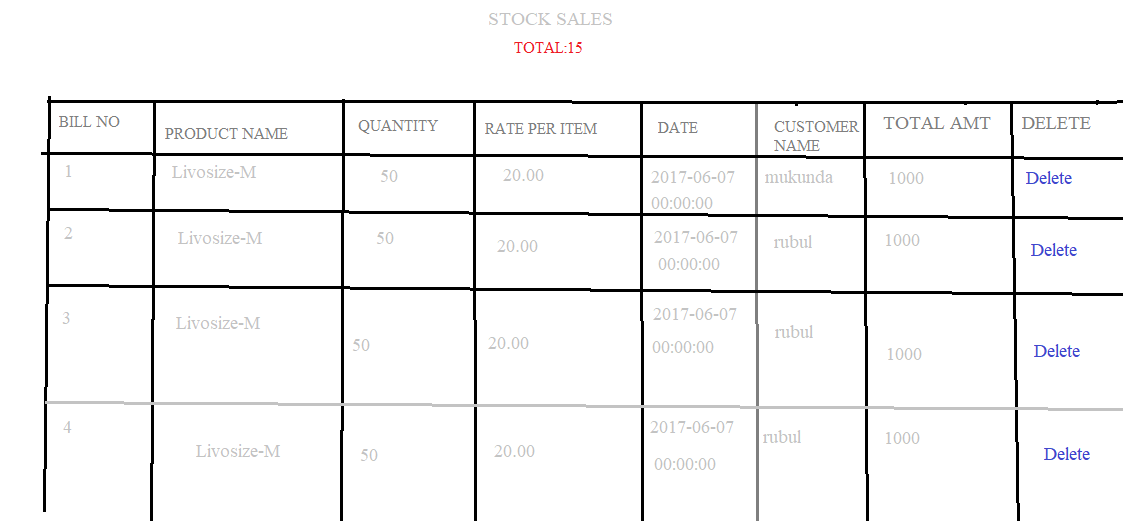 STOCK SALES
TOTAL:15
BILL NO PRODUCT NAME QUANTITY RATE PER ITEM DATE CUSTOMER NAME TOTAL AMT DELETE
1 Livosize-M 50 20.00 2017-06-07 00:00:00 mukunda 1000 Delete
2 Livosize-M 50 20.00 2017-06-07 00:00:00 rubul 1000 Delete
3 Livosize-M 50 20.00 2017-06-07 00:00:00 rubul 1000 Delete
4 Livosize-M 50 20.00 2017-06-07 00:00:00 rubul 1000 Delete